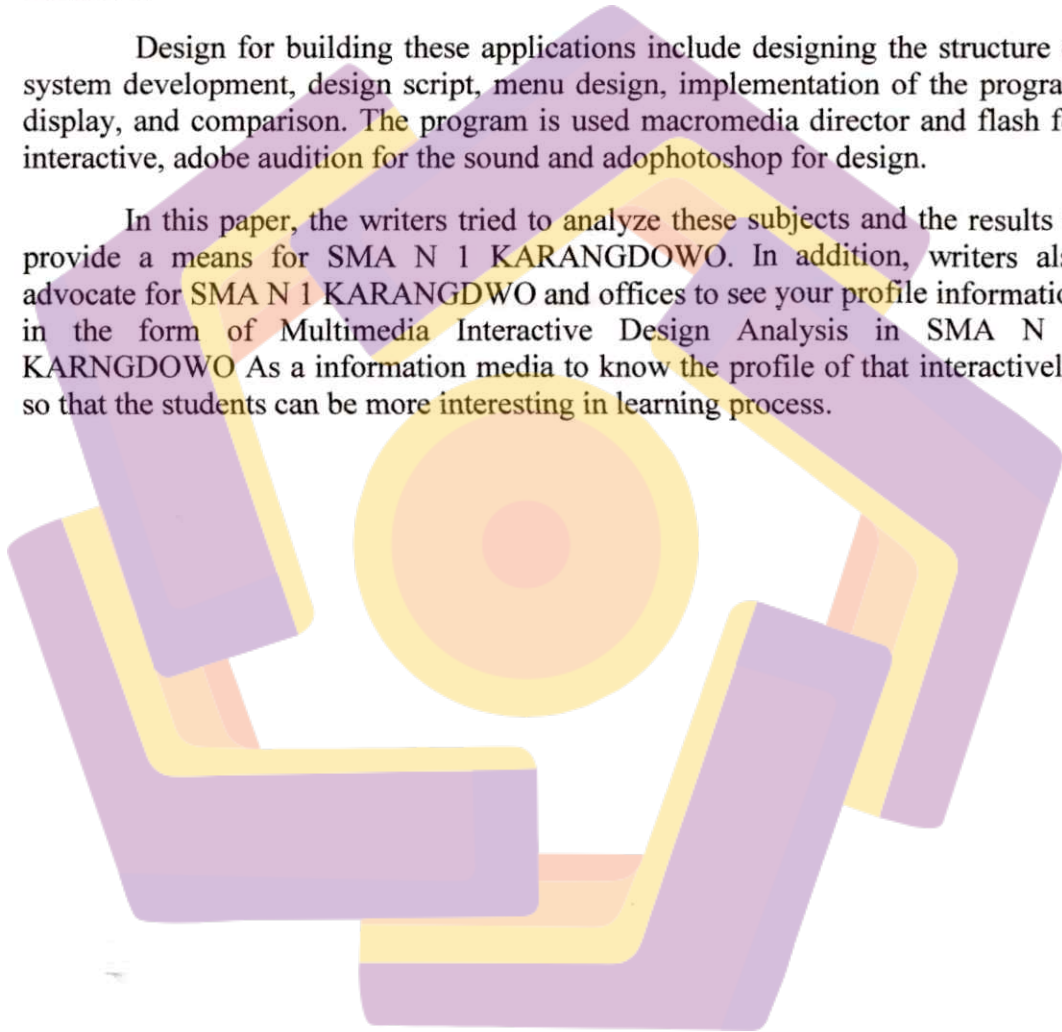 Design for building these applications include designing the structure
system development, design script, menu design, implementation of the progra
display, and comparison. The program is used macromedia director and flash f
interactive, adobe audition for the sound and adophotoshop for design.
In this paper, the writers tried to analyze these subjects and the results
provide a means for SMA N 1 KARANGDOWO. In addition, writers als
advocate for SMA N 1 KARANGDWO and offices to see your profile informatio
in the form of Multimedia Interactive Design Analysis in SMA N
KARNGDOWO As a information media to know the profile of that interactivel
so that the students can be more interesting in learning process.